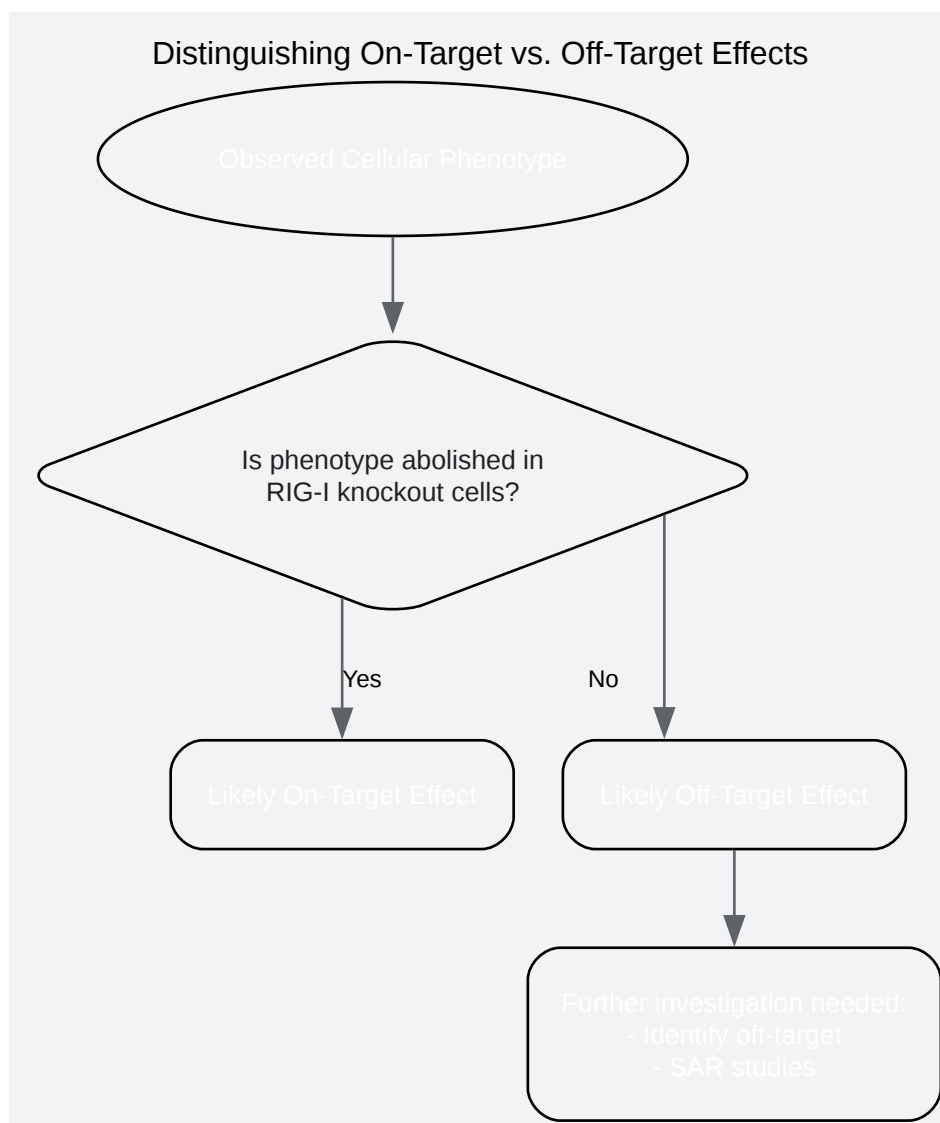 Distinguishing On-Target vs. Off-Target Effects
Observed Cellular Phenotype
Is phenotype abolished in
RIG-I knockout cells?
Yes
No
Likely On-Target Effect
Likely Off-Target Effect
Further investigation needed:
- Identify off-target
- SAR studies